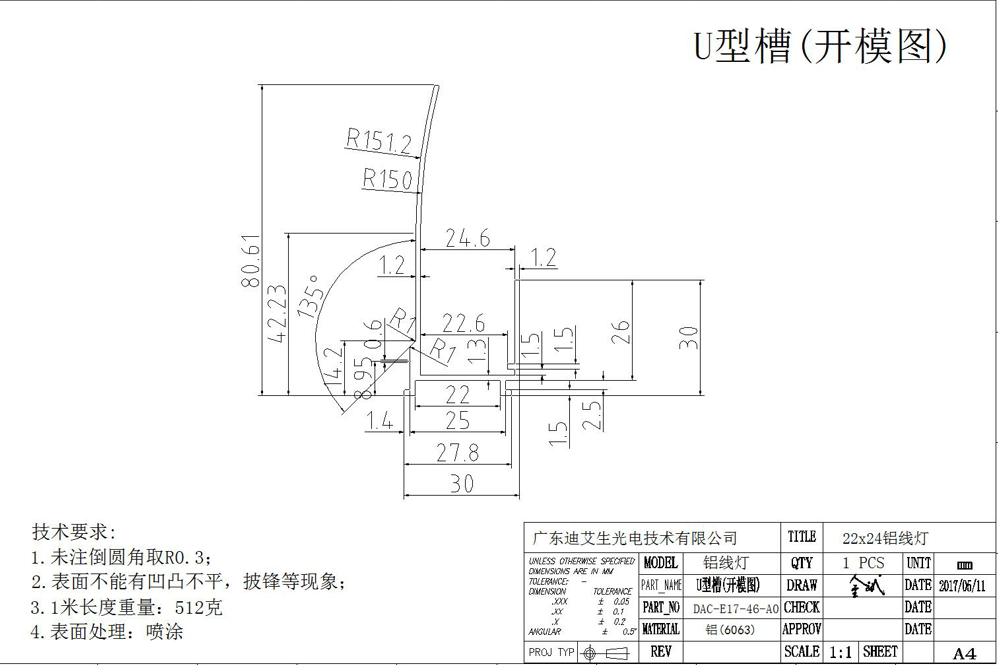 U型槽(开模图)
R151.2
R150
80.61
42.23
135°
24.6
1.2
1.2
R1
0.6
R1
22.6
1.3
1.5
1.5
26
30
14.2
8.95
22
1.4
25
1.5
2.5
27.8
30
技术要求:
1.未注倒圆角取R0.3;
2.表面不能有凹凸不平，披锋等现象;
3.1米长度重量: 512克
4.表面处理: 喷涂
广东迪艾生光电技术有限公司 TITLE 22x24铝线灯
UNLESS OTHERWISE SPECIFIED
DIMENSIONS ARE IN MM
TOLERANCE: -
DIMENSION TOLERANCE
.XXX ± 0.05
.XX ± 0.1
.X ± 0.2
ANGULAR ± 0.5°
MODEL 铝线灯 QTY 1 PCS UNIT
PART_NAME U型槽(开模图) DRAW DATE 2017/05/11
PART_NO DAC-E17-46-A0 CHECK DATE
MATERIAL 铝(6063) APPROV DATE
PROJ TYP REV SCALE 1:1 SHEET A4